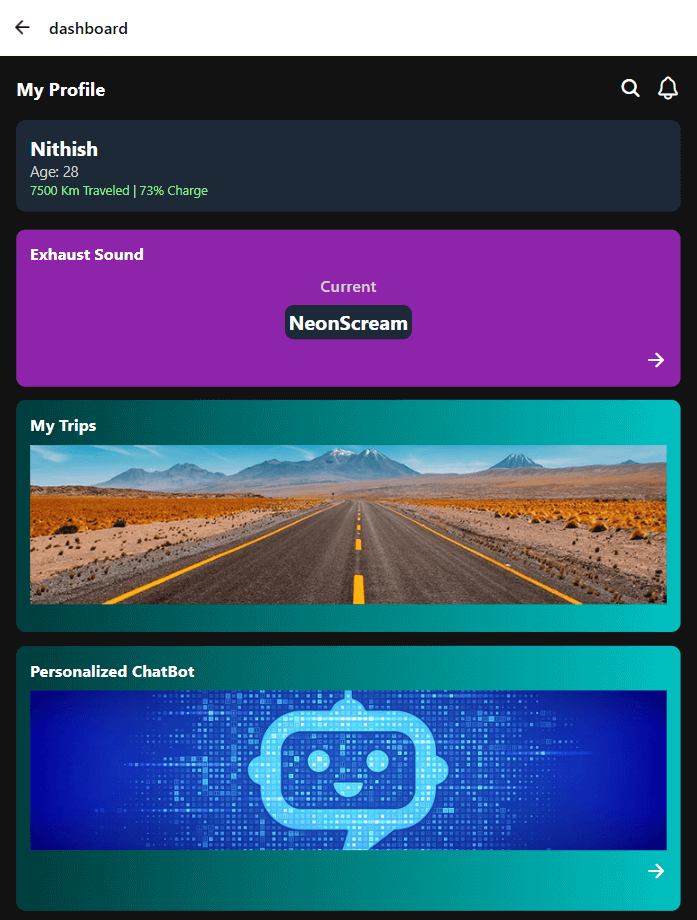 dashboard
My Profile
Nithish
Age: 28
7500 Km Traveled | 73% Charge
Exhaust Sound
Current
NeonScream
My Trips
Personalized ChatBot